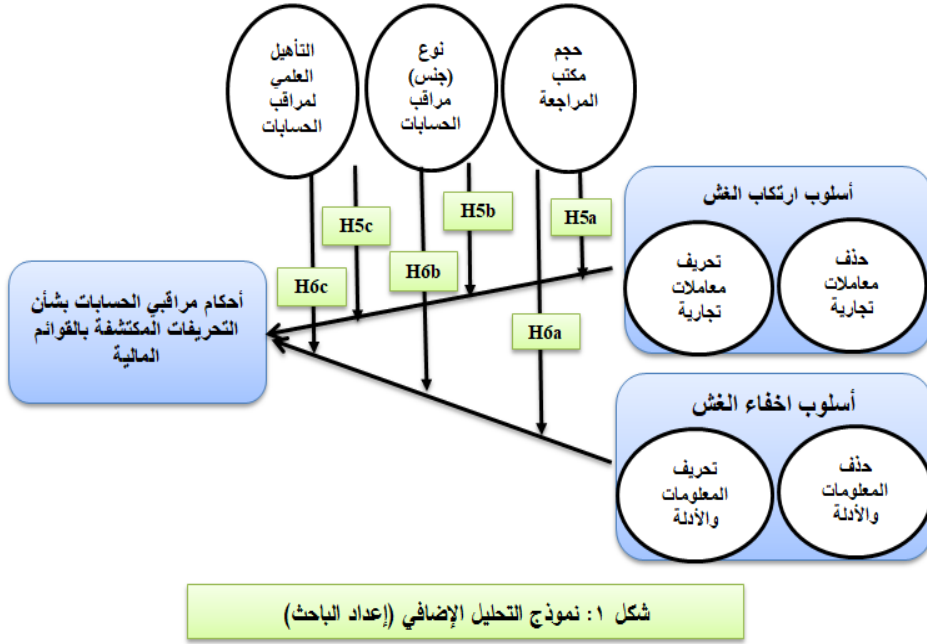 حجم
مكتب
المراجعة
نوع
(جنس)
مراقب
الحسابات
التأهيل
العلمي
لمراقب
الحسابات
H5a
H5b
H5c
H6a
H6b
H6c
أسلوب ارتكاب الغش
حذف
معاملات
تجارية
تحريف
معاملات
تجارية
أسلوب اخفاء الغش
حذف
المعلومات
والأدلة
تحريف
المعلومات
والأدلة
أحكام مراقبي الحسابات بشأن
التحريفات المكتشفة بالقوائم
المالية
شكل ١: نموذج التحليل الإضافي (إعداد الباحث)